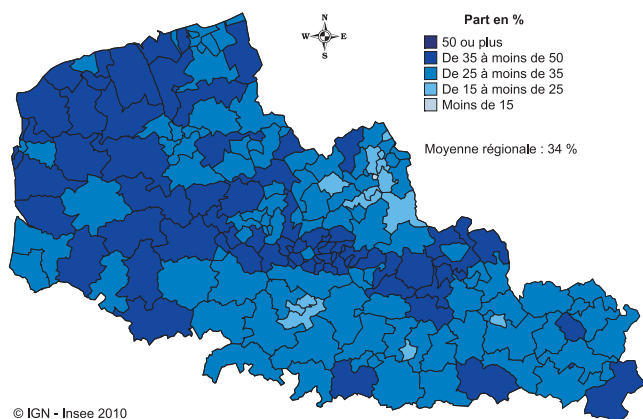 Part en %
N
W E
S
50 ou plus
De 35 à moins de 50
De 25 à moins de 35
De 15 à moins de 25
Moins de 15
Moyenne régionale : 34 %
© IGN - Insee 2010